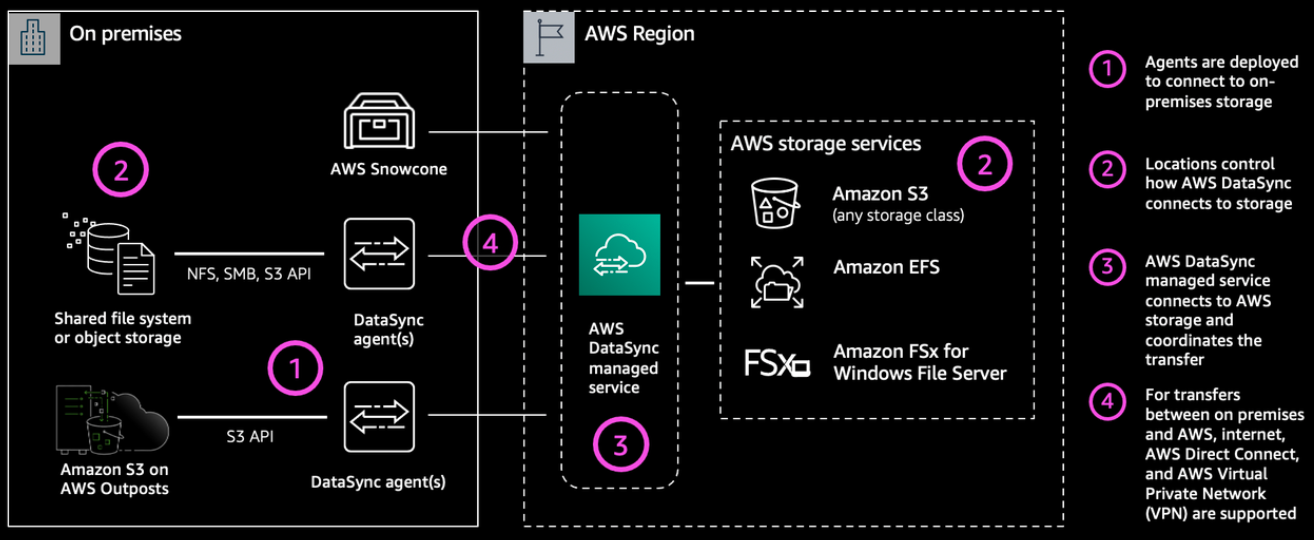 On premises
AWS Snowcone
2
NFS, SMB, S3 API
Shared file system
or object storage
DataSync
agent(s)
1
S3 API
Amazon S3 on
AWS Outposts
DataSync agent(s)
4
AWS Region
AWS
DataSync
managed
service
3
AWS storage services
2
Amazon S3
(any storage class)
Amazon EFS
FSx
Amazon FSx for
Windows File Server
1
Agents are deployed
to connect to on-
premises storage
2
Locations control
how AWS DataSync
connects to storage
3
AWS DataSync
managed service
connects to AWS
storage and
coordinates the
transfer
4
For transfers
between on premises
and AWS, internet,
AWS Direct Connect,
and AWS Virtual
Private Network
(VPN) are supported